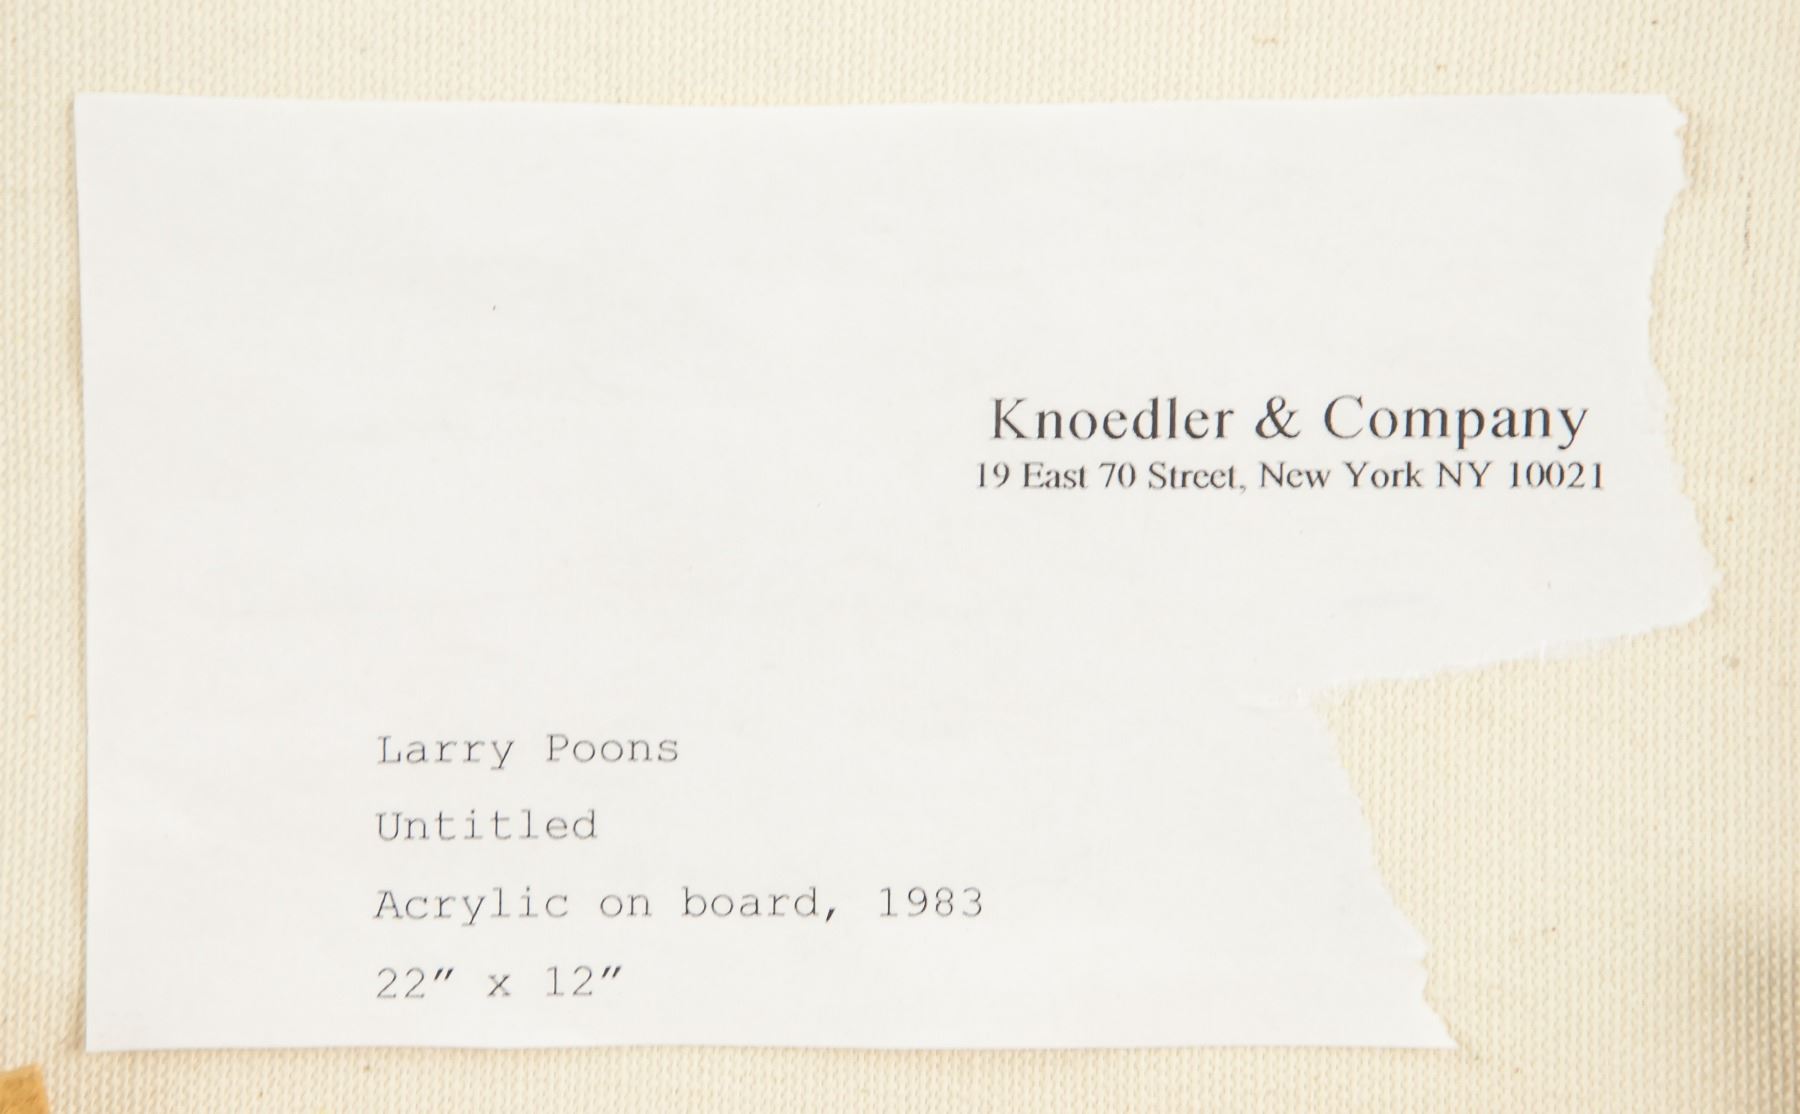 Knoedler & Company
19 East 70 Street, New York NY 10021
Larry Poons
Untitled
Acrylic on board, 1983
22" x 12"